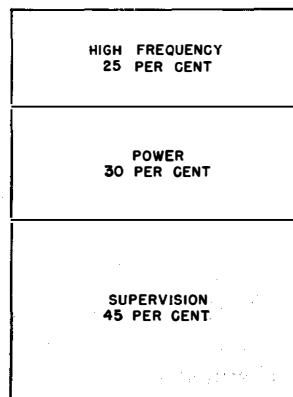 HIGH FREQUENCY
25 PER CENT
POWER
30 PER CENT
SUPERVISION
45 PER CENT